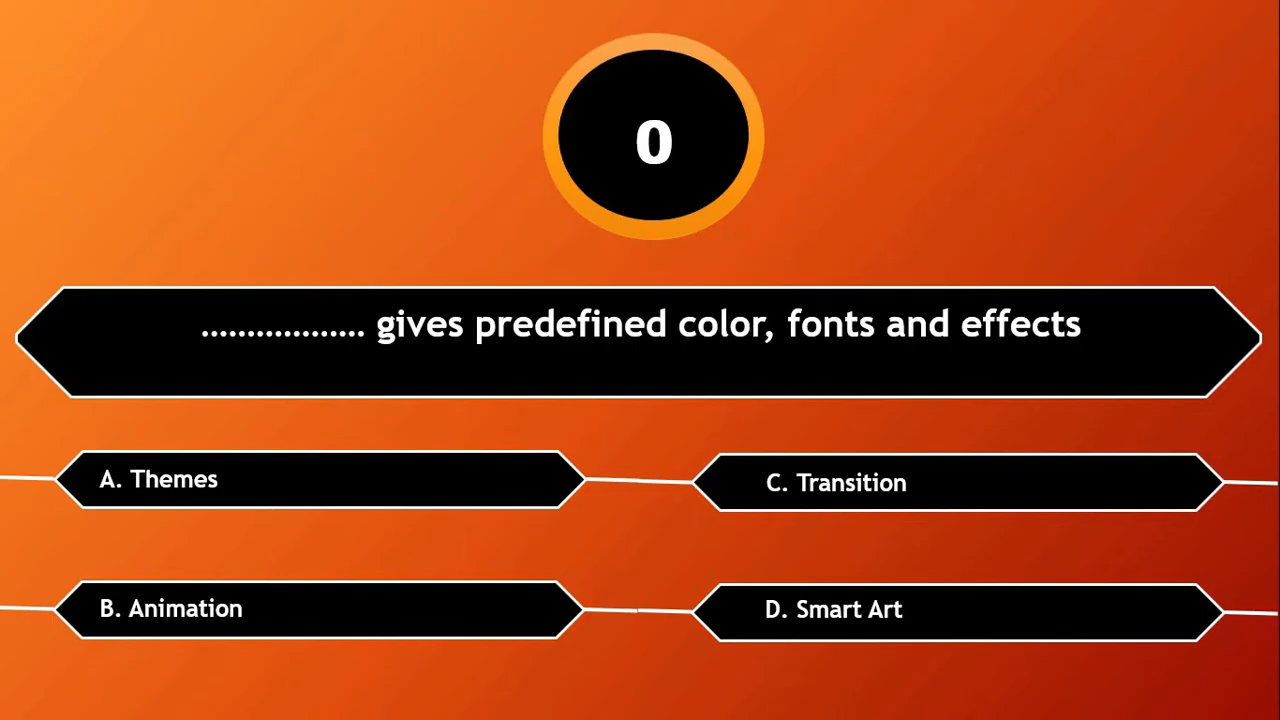 0
.................. gives predefined color, fonts and effects
A. Themes
C. Transition
B. Animation
D. Smart Art